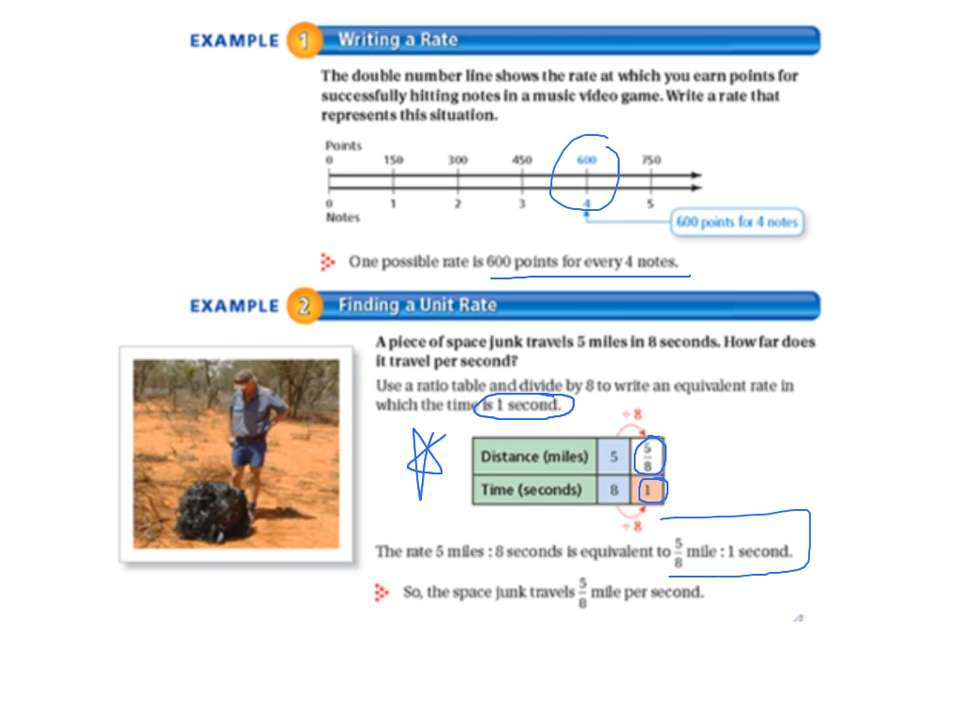 EXAMPLE 1 Writing a Rate
The double number line shows the rate at which you earn points for
successfully hitting notes in a music video game. Write a rate that
represents this situation.
Points
0 150 300 450 600 750
0 1 2 3 4 5
Notes
600 points for 4 notes
One possible rate is 600 points for every 4 notes.
EXAMPLE 2 Finding a Unit Rate
A piece of space junk travels 5 miles in 8 seconds. How far does
it travel per second?
Use a ratio table and divide by 8 to write an equivalent rate in
which the time is 1 second.
÷ 8
Distance (miles) 5 5/8
Time (seconds) 8 1
÷ 8
The rate 5 miles : 8 seconds is equivalent to 5/8 mile : 1 second.
So, the space junk travels 5/8 mile per second.